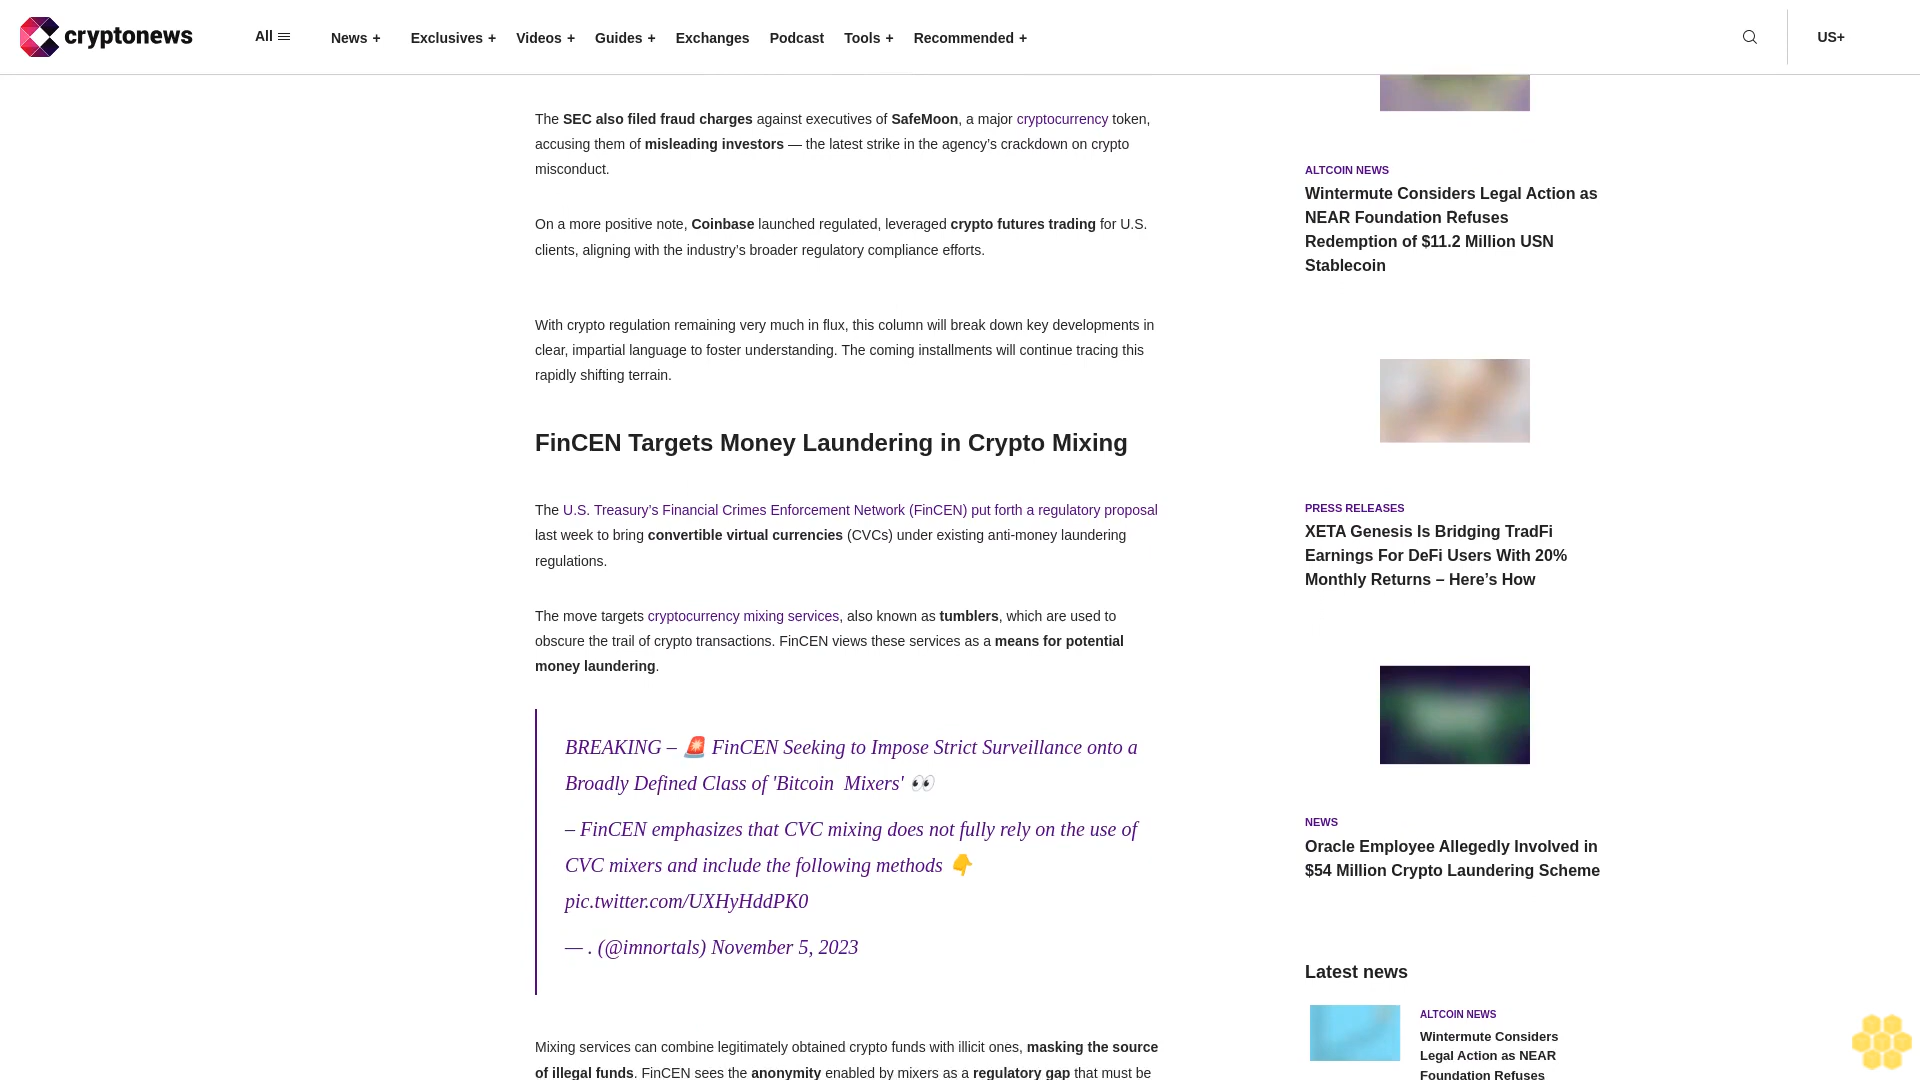 cryptonews
All
News +
Exclusives +
Videos +
Guides +
Exchanges
Podcast
Tools +
Recommended +
US+
The SEC also filed fraud charges against executives of SafeMoon, a major cryptocurrency token,
accusing them of misleading investors — the latest strike in the agency’s crackdown on crypto
misconduct.
On a more positive note, Coinbase launched regulated, leveraged crypto futures trading for U.S.
clients, aligning with the industry’s broader regulatory compliance efforts.
With crypto regulation remaining very much in flux, this column will break down key developments in
clear, impartial language to foster understanding. The coming installments will continue tracing this
rapidly shifting terrain.
FinCEN Targets Money Laundering in Crypto Mixing
The U.S. Treasury’s Financial Crimes Enforcement Network (FinCEN) put forth a regulatory proposal
last week to bring convertible virtual currencies (CVCs) under existing anti-money laundering
regulations.
The move targets cryptocurrency mixing services, also known as tumblers, which are used to
obscure the trail of crypto transactions. FinCEN views these services as a means for potential
money laundering.
BREAKING – 🚨 FinCEN Seeking to Impose Strict Surveillance onto a
Broadly Defined Class of 'Bitcoin  Mixers' 👀
– FinCEN emphasizes that CVC mixing does not fully rely on the use of
CVC mixers and include the following methods 👇
pic.twitter.com/UXHyHddPK0
— . (@imnortals) November 5, 2023
Mixing services can combine legitimately obtained crypto funds with illicit ones, masking the source
of illegal funds. FinCEN sees the anonymity enabled by mixers as a regulatory gap that must be
ALTCOIN NEWS
Wintermute Considers Legal Action as
NEAR Foundation Refuses
Redemption of $11.2 Million USN
Stablecoin
PRESS RELEASES
XETA Genesis Is Bridging TradFi
Earnings For DeFi Users With 20%
Monthly Returns – Here’s How
NEWS
Oracle Employee Allegedly Involved in
$54 Million Crypto Laundering Scheme
Latest news
ALTCOIN NEWS
Wintermute Considers
Legal Action as NEAR
Foundation Refuses